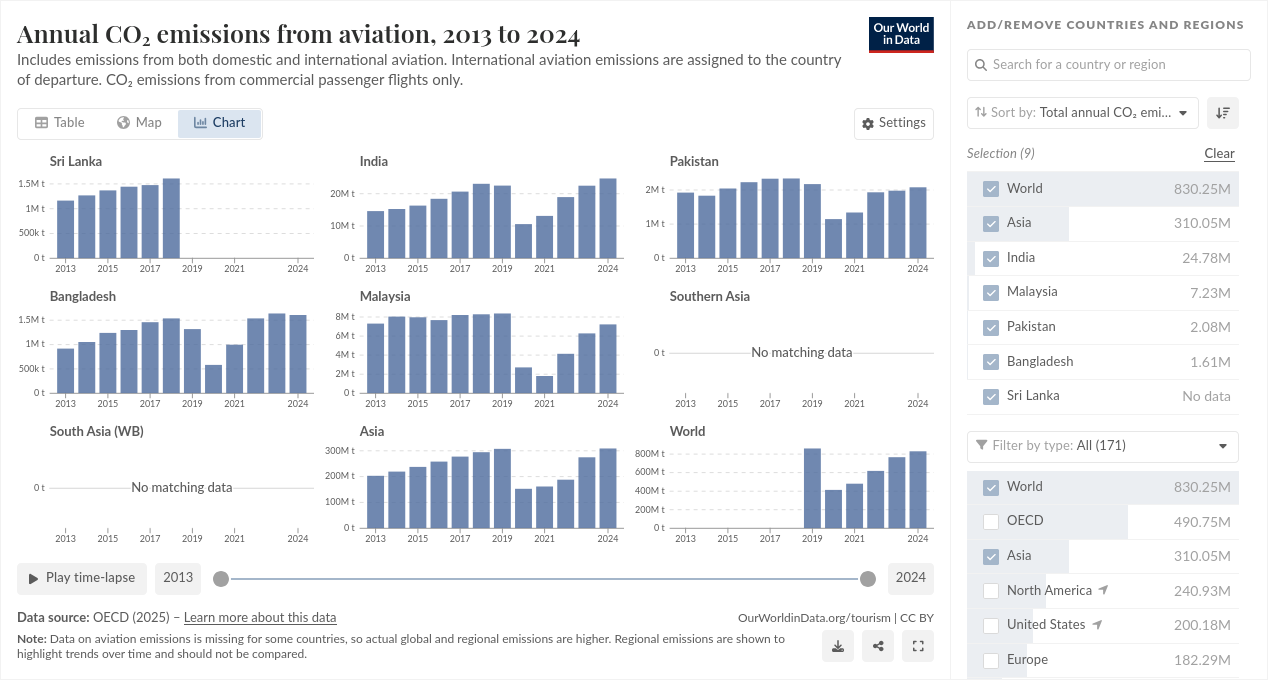 Annual CO₂ emissions from aviation, 2013 to 2024
Our World
in Data
Includes emissions from both domestic and international aviation. International aviation emissions are assigned to the country
of departure. CO₂ emissions from commercial passenger flights only.
Table
Map
Chart
Settings
Sri Lanka
1.5M t
1M t
500k t
0 t
2013 2015 2017 2019 2021 2024
India
20M t
10M t
0 t
2013 2015 2017 2019 2021 2024
Pakistan
2M t
1M t
0 t
2013 2015 2017 2019 2021 2024
Bangladesh
1.5M t
1M t
500k t
0 t
2013 2015 2017 2019 2021 2024
Malaysia
8M t
6M t
4M t
2M t
0 t
2013 2015 2017 2019 2021 2024
Southern Asia
0 t
No matching data
2013 2015 2017 2019 2021 2024
South Asia (WB)
0 t
No matching data
2013 2015 2017 2019 2021 2024
Asia
300M t
200M t
100M t
0 t
2013 2015 2017 2019 2021 2024
World
800M t
600M t
400M t
200M t
0 t
2013 2015 2017 2019 2021 2024
Play time-lapse
2013
2024
Data source: OECD (2025) – Learn more about this data
OurWorldinData.org/tourism | CC BY
Note: Data on aviation emissions is missing for some countries, so actual global and regional emissions are higher. Regional emissions are shown to
highlight trends over time and should not be compared.
ADD/REMOVE COUNTRIES AND REGIONS
Search for a country or region
Sort by: Total annual CO₂ emi...
Selection (9)
Clear
World 830.25M
Asia 310.05M
India 24.78M
Malaysia 7.23M
Pakistan 2.08M
Bangladesh 1.61M
Sri Lanka No data
Filter by type: All (171)
World 830.25M
OECD 490.75M
Asia 310.05M
North America 240.93M
United States 200.18M
Europe 182.29M